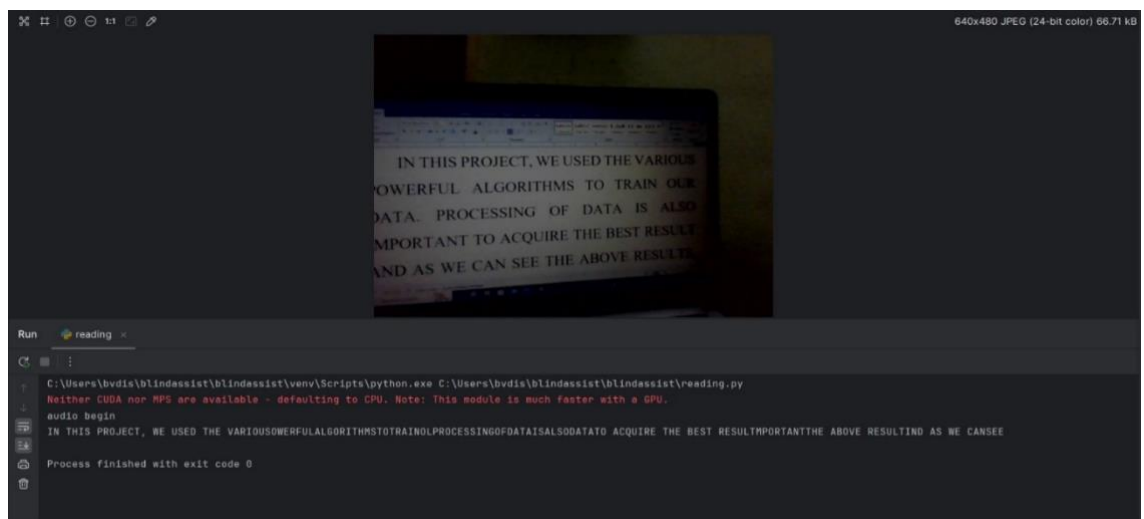 1:1
640x480 JPEG (24-bit color) 66.71 kB
IN THIS PROJECT, WE USED THE VARIOUS
OWERFUL ALGORITHMS TO TRAIN OUR
DATA. PROCESSING OF DATA IS ALSO
MPORTANT TO ACQUIRE THE BEST RESULT
AND AS WE CAN SEE THE ABOVE RESULTS
Run reading
C:\Users\bvdis\blindassist\blindassist\venv\Scripts\python.exe C:\Users\bvdis\blindassist\blindassist\reading.py
Neither CUDA nor MPS are available - defaulting to CPU. Note: This module is much faster with a GPU.
audio begin
IN THIS PROJECT, WE USED THE VARIOUSOWERFULALGORITHMSTOTRAINOLPROCESSINGOFDATAISALSODATATO ACQUIRE THE BEST RESULTMPORTANTTHE ABOVE RESULTIND AS WE CANSEE
Process finished with exit code 0